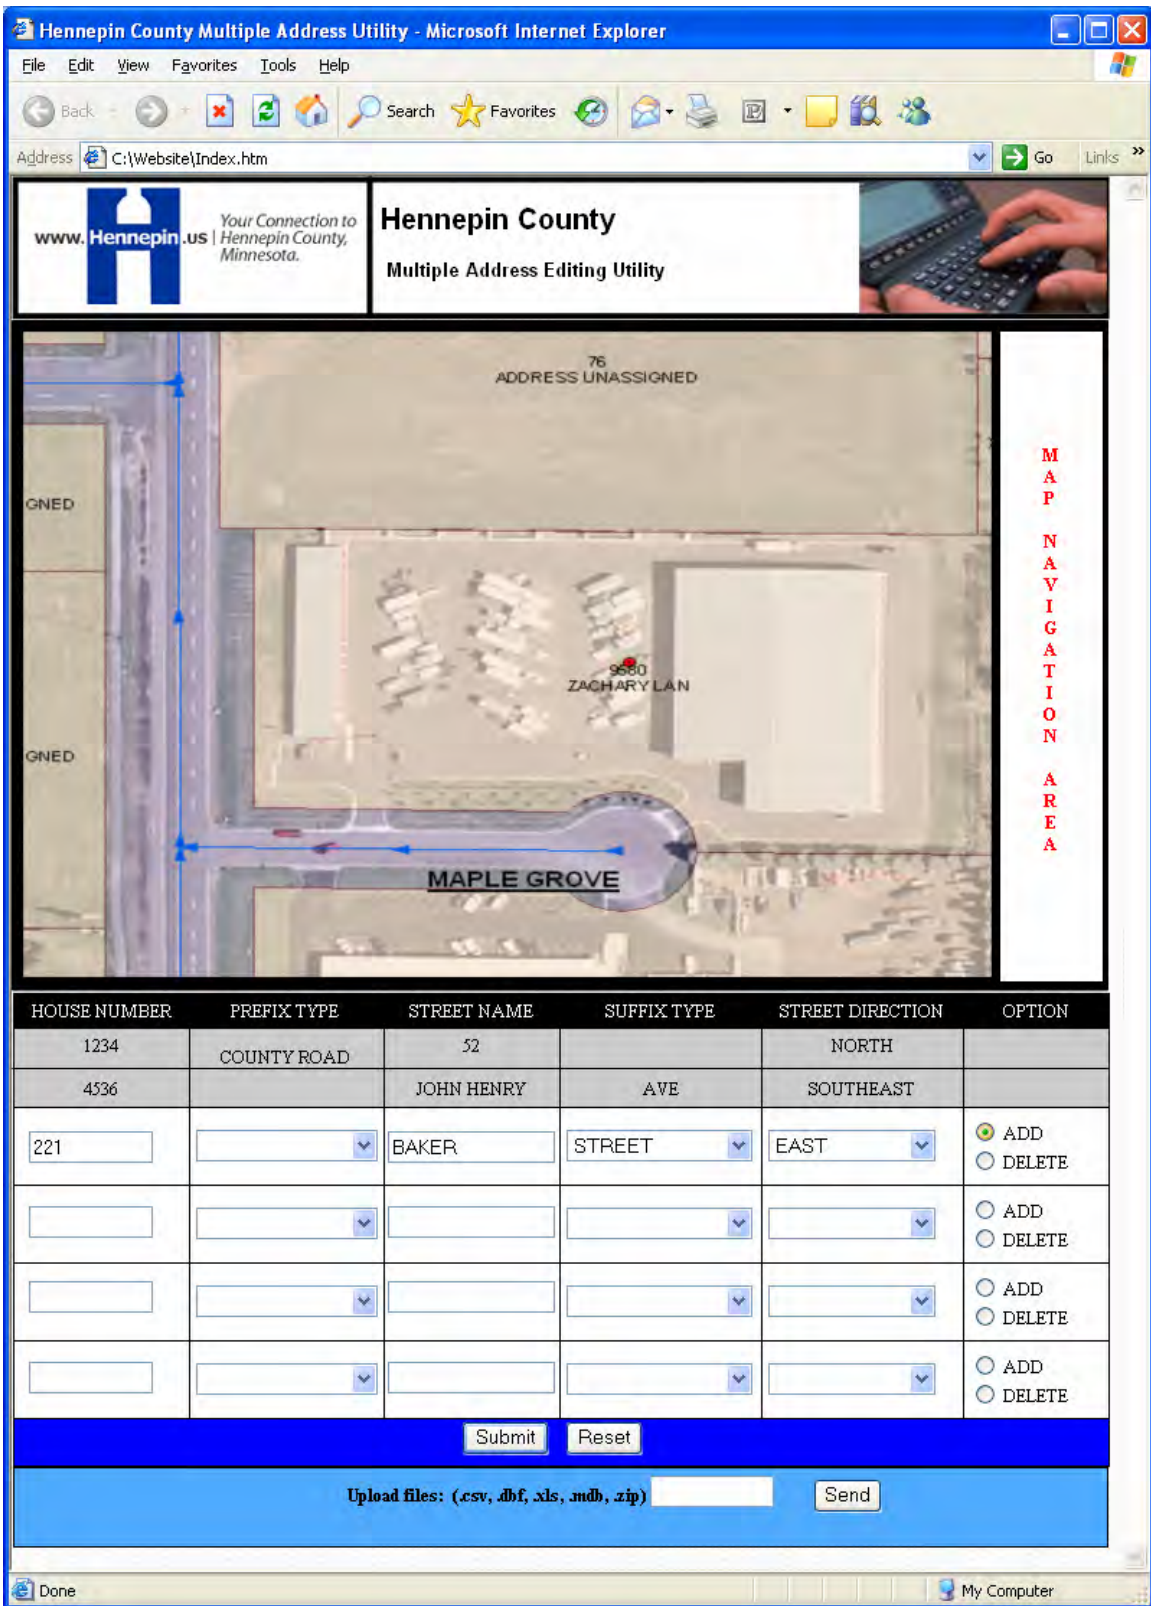 Hennepin County Multiple Address Utility - Microsoft Internet Explorer
File Edit View Favorites Tools Help
Back Search Favorites
Address C:\Website\Index.htm Go Links »
www.Hennepin.us | Your Connection to
Hennepin County,
Minnesota.
Hennepin County
Multiple Address Editing Utility
76
ADDRESS UNASSIGNED
GNED
9580
ZACHARY LAN
GNED
MAPLE GROVE
MAP NAVIGATION AREA
HOUSE NUMBER PREFIX TYPE STREET NAME SUFFIX TYPE STREET DIRECTION OPTION
1234 COUNTY ROAD 52 NORTH
4536 JOHN HENRY AVE SOUTHEAST
221 BAKER STREET EAST ADD
DELETE
ADD
DELETE
ADD
DELETE
ADD
DELETE
Submit Reset
Upload files: (.csv, .dbf, .xls, .mdb, .zip) Send
Done My Computer